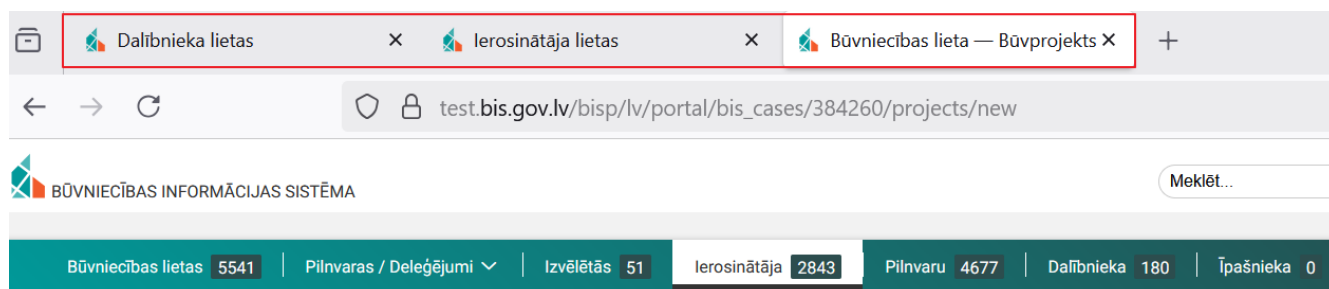 Dalībnieka lietas Ierosinātāja lietas Būvniecības lieta — Būvprojekts
test.bis.gov.lv/bisp/lv/portal/bis_cases/384260/projects/new
BŪVNIECĪBAS INFORMĀCIJAS SISTĒMA Meklēt...
Būvniecības lietas 5541 Pilnvaras / Deleģējumi Izvēlētās 51 Ierosinātāja 2843 Pilnvaru 4677 Dalībnieka 180 Īpašnieka 0